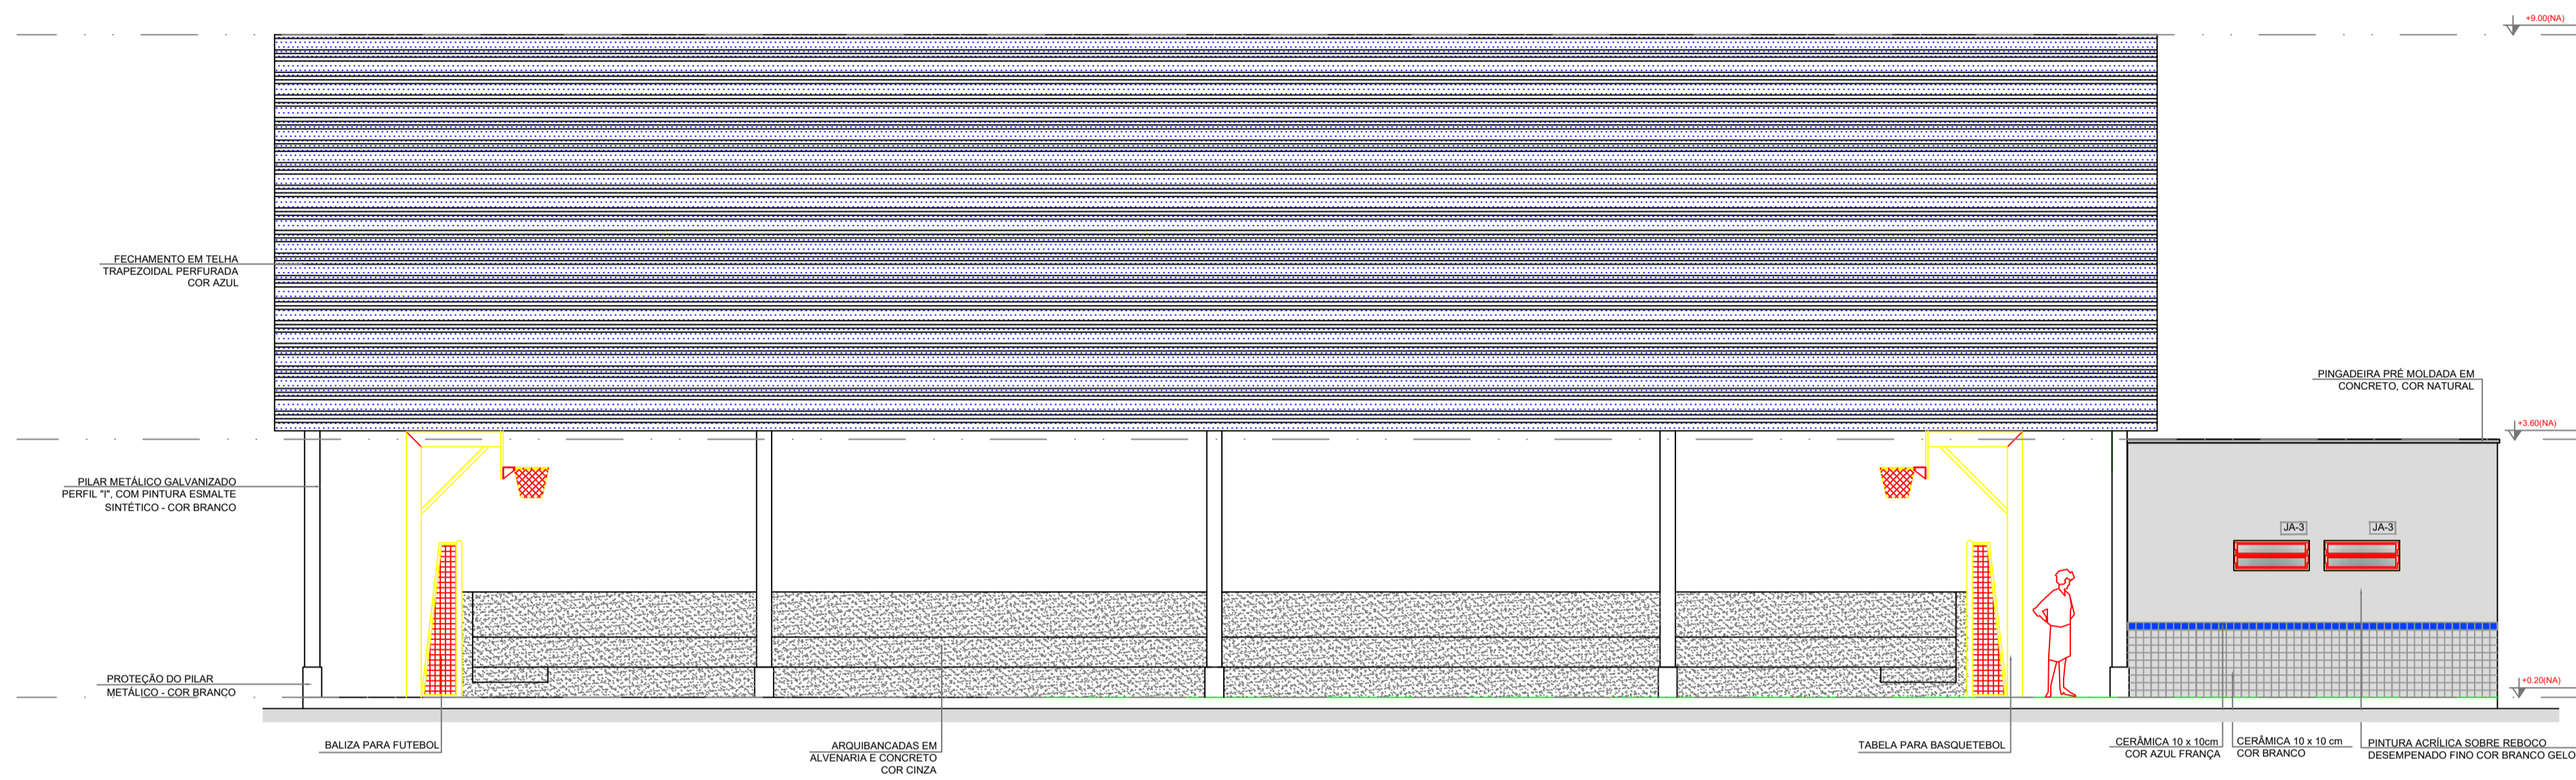 +9.00(NA)
FECHAMENTO EM TELHA
TRAPEZOIDAL PERFURADA
COR AZUL
PINGADEIRA PRÉ MOLDADA EM
CONCRETO, COR NATURAL
+3.60(NA)
PILAR METÁLICO GALVANIZADO
PERFIL "I", COM PINTURA ESMALTE
SINTÉTICO - COR BRANCO
JA-3
JA-3
PROTEÇÃO DO PILAR
METÁLICO - COR BRANCO
+0.20(NA)
BALIZA PARA FUTEBOL
ARQUIBANCADAS EM
ALVENARIA E CONCRETO
COR CINZA
TABELA PARA BASQUETEBOL
CERÂMICA 10 x 10cm
COR AZUL FRANÇA
CERÂMICA 10 x 10 cm
COR BRANCO
PINTURA ACRÍLICA SOBRE REBOCO
DESEMPENADO FINO COR BRANCO GELO